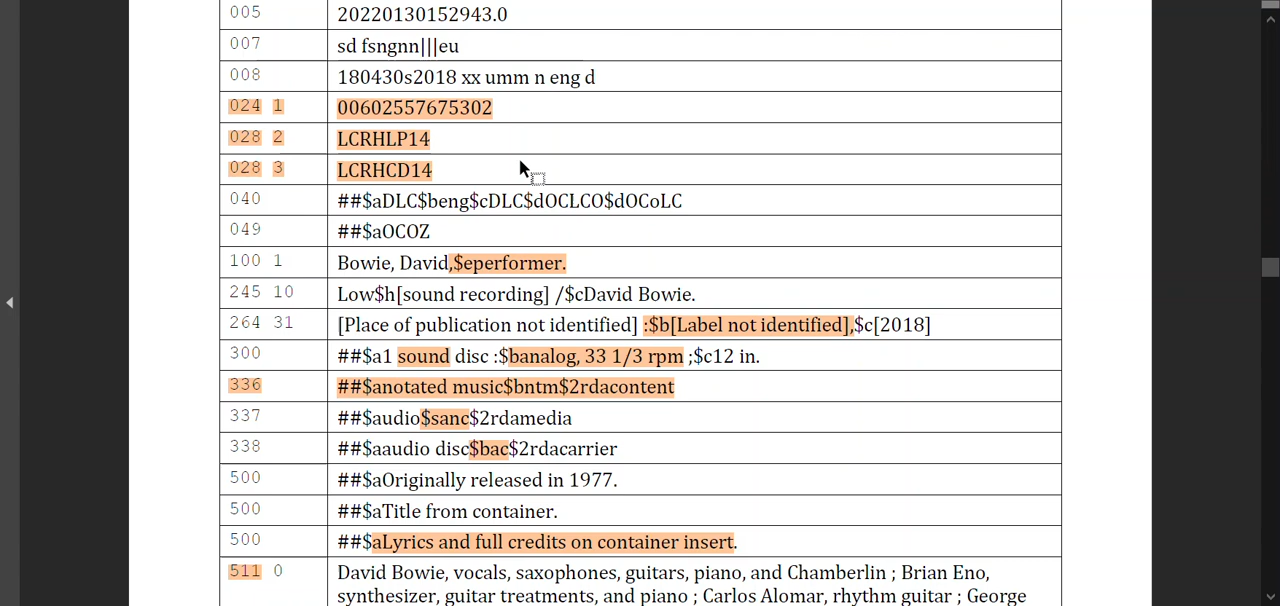 005 20220130152943.0
007 sd fsngnn|||eu
008 180430s2018 xx umm n eng d
024 1 00602557675302
028 2 LCRHLP14
028 3 LCRHCD14
040 ##$aDLC$beng$cDLC$dOCLCO$dOCoLC
049 ##$aOCOZ
100 1 Bowie, David,$eperformer.
245 10 Low$h[sound recording] /$cDavid Bowie.
264 31 [Place of publication not identified] :$b[Label not identified],$c[2018]
300 ##$a1 sound disc :$banalog, 33 1/3 rpm ;$c12 in.
336 ##$anotated music$bntm$2rdacontent
337 ##$audio$sanc$2rdamedia
338 ##$aaudio disc$bac$2rdacarrier
500 ##$aOriginally released in 1977.
500 ##$aTitle from container.
500 ##$aLyrics and full credits on container insert.
511 0 David Bowie, vocals, saxophones, guitars, piano, and Chamberlin ; Brian Eno,
synthesizer, guitar treatments, and piano ; Carlos Alomar, rhythm guitar ; George